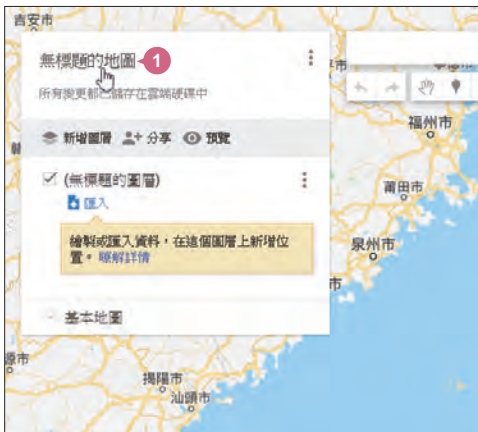 吉安市
無標題的地圖
1
所有變更都已儲存在雲端硬碟中
新增圖層 分享 預覽
福州市
(無標題的圖層)
匯入
莆田市
繪製或匯入資料，在這個圖層上新增位
置。瞭解詳情
泉州市
基本地圖
揭陽市
汕頭市